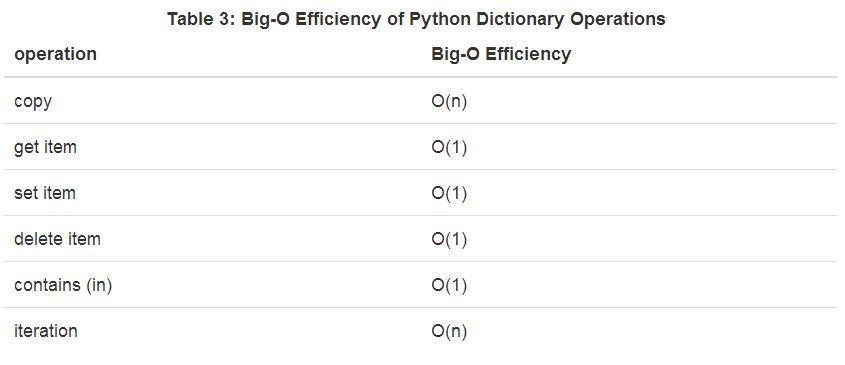 Table 3: Big-O Efficiency of Python Dictionary Operations
operation Big-O Efficiency
copy O(n)
get item O(1)
set item O(1)
delete item O(1)
contains (in) O(1)
iteration O(n)